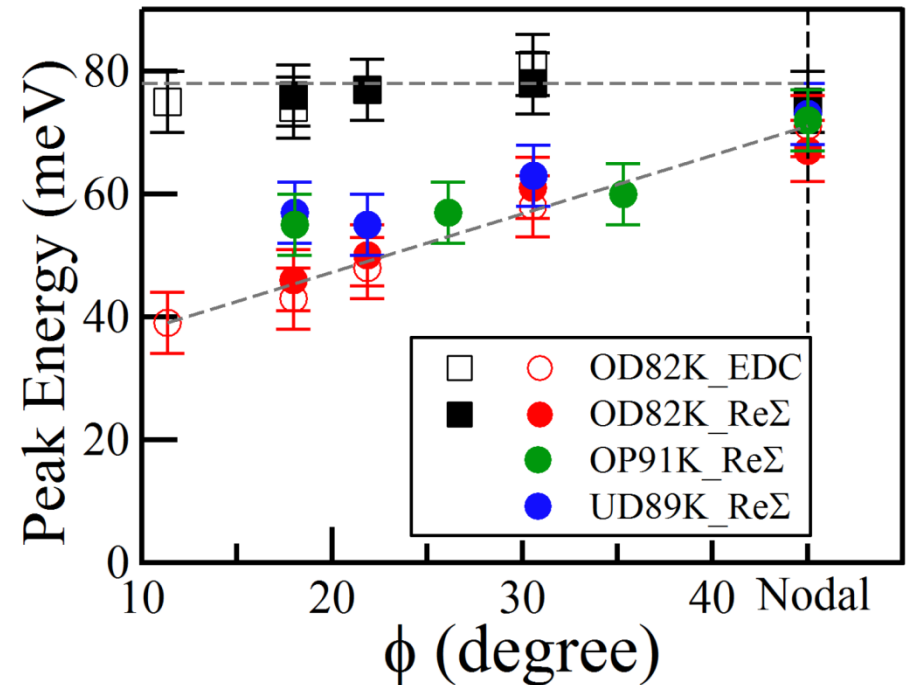 Peak Energy (meV)
80
60
40
20
0
OD82K_EDC
OD82K_ReΣ
OP91K_ReΣ
UD89K_ReΣ
10
20
30
40
Nodal
ϕ (degree)